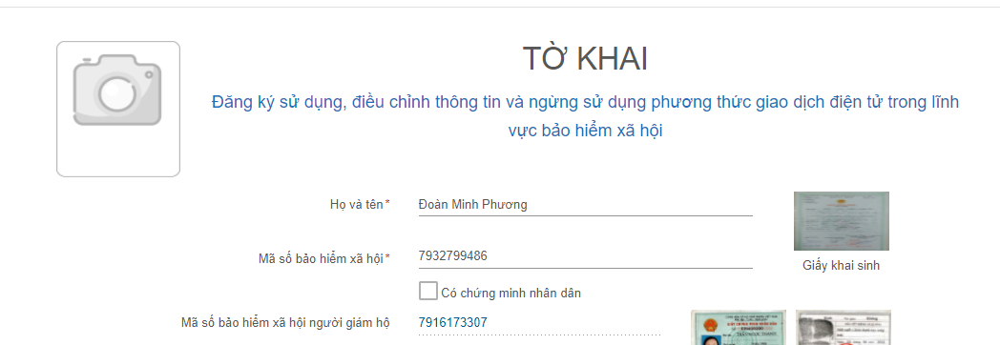 TỜ KHAI
Đăng ký sử dụng, điều chỉnh thông tin và ngừng sử dụng phương thức giao dịch điện tử trong lĩnh
vực bảo hiểm xã hội
Họ và tên*
Đoàn Minh Phương
Mã số bảo hiểm xã hội*
7932799486
Giấy khai sinh
Có chứng minh nhân dân
Mã số bảo hiểm xã hội người giám hộ
7916173307